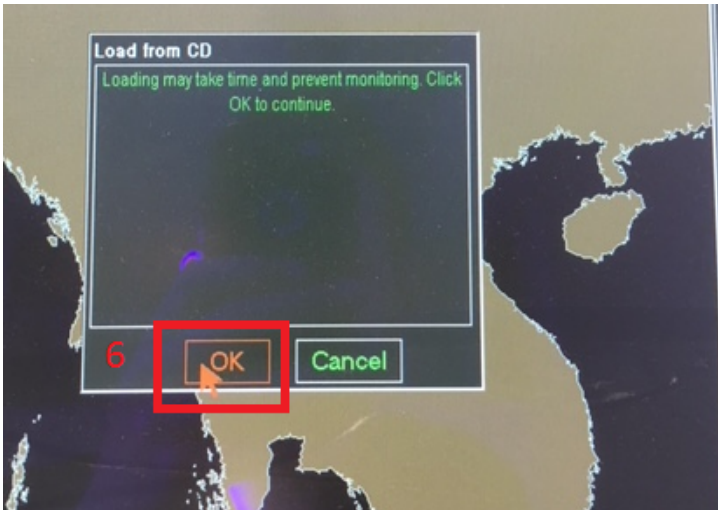 Load from CD
Loading may take time and prevent monitoring. Click
OK to continue.
6
OK
Cancel